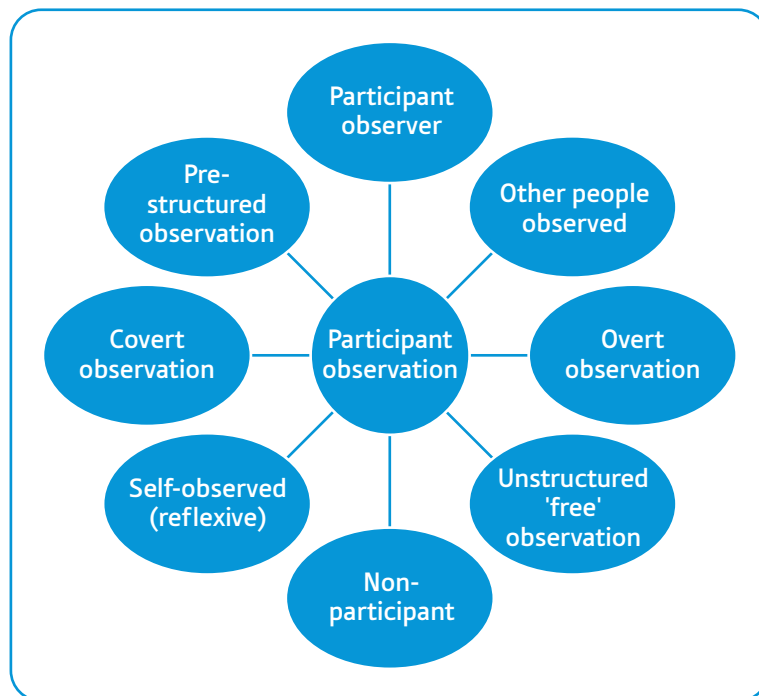 Participant
observer
Pre-
structured
observation
Other people
observed
Covert
observation
Participant
observation
Overt
observation
Self-observed
(reflexive)
Unstructured
'free'
observation
Non-
participant